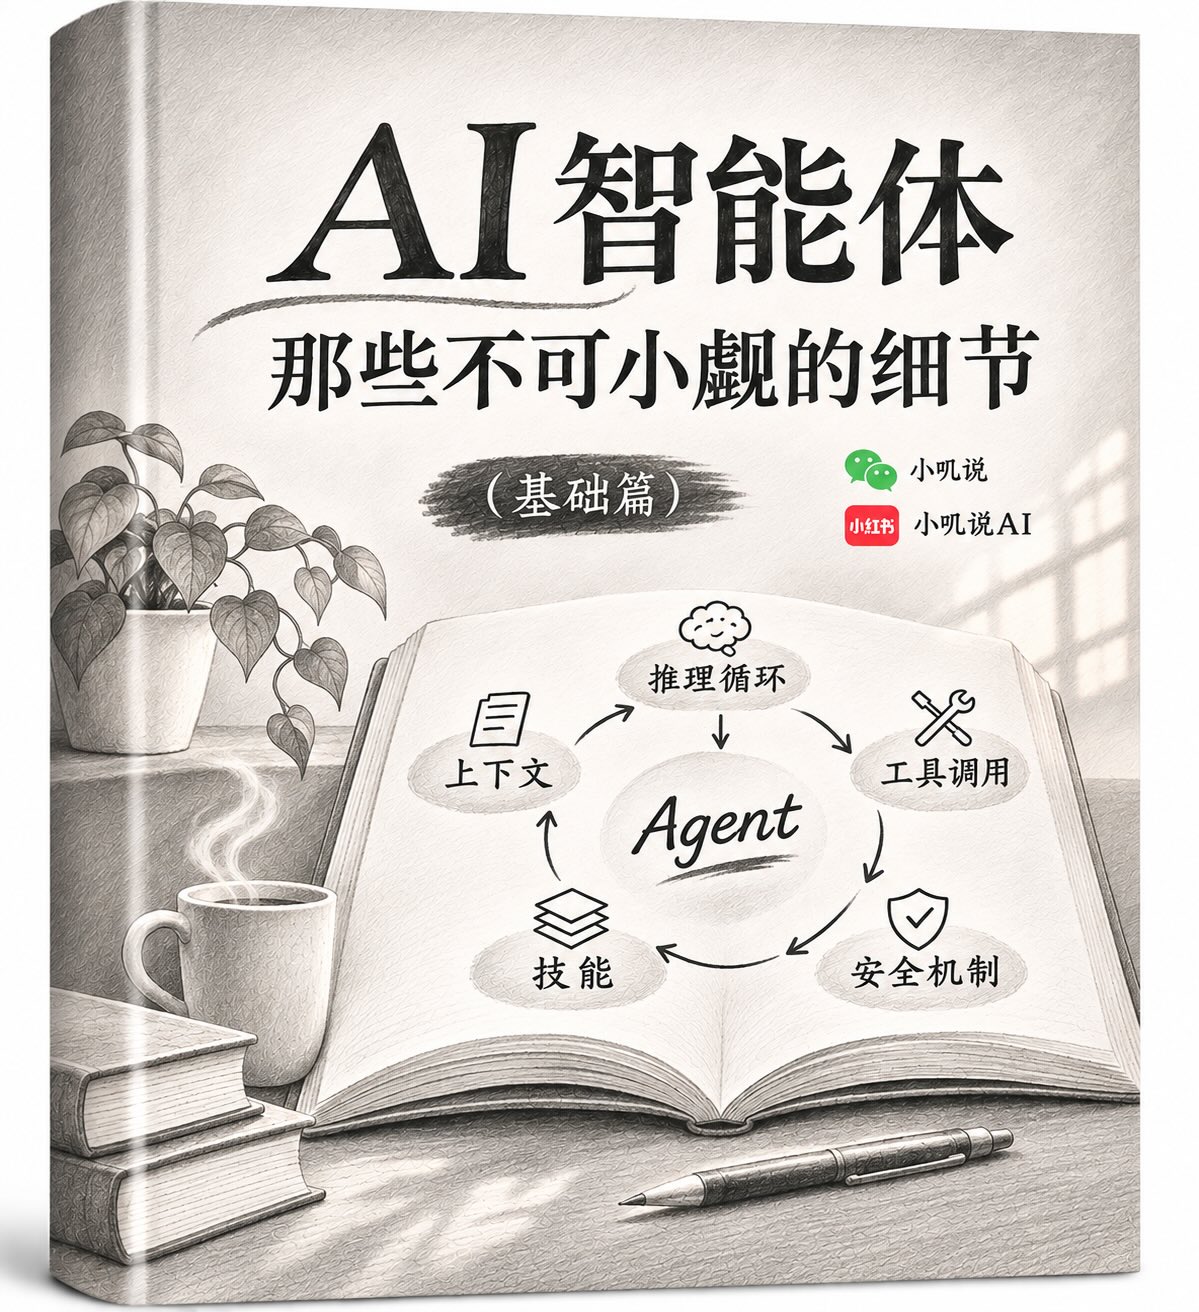 AI智能体
那些不可小觑的细节
（基础篇）
小叽说
小红书 小叽说AI
推理循环
上下文
工具调用
Agent
技能
安全机制